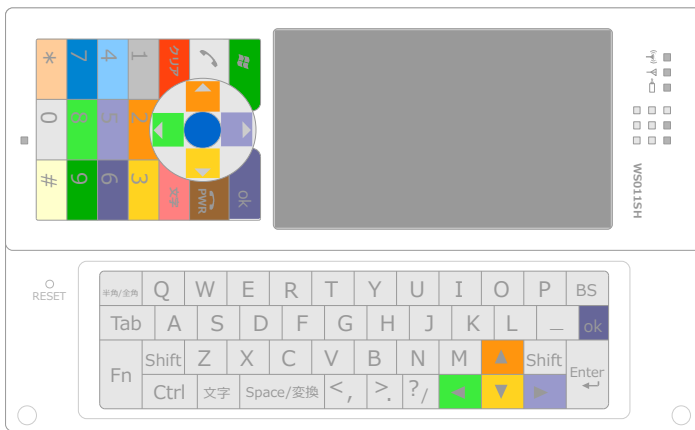 * 7 4 1 クリア
0 8 5 2
# 9 6 3 文字 PWR ok
WS011SH
RESET
半角/全角 Q W E R T Y U I O P BS
Tab A S D F G H J K L _ ok
Fn Shift Z X C V B N M Shift Enter
Ctrl 文字 Space/変換 <, >. ?/